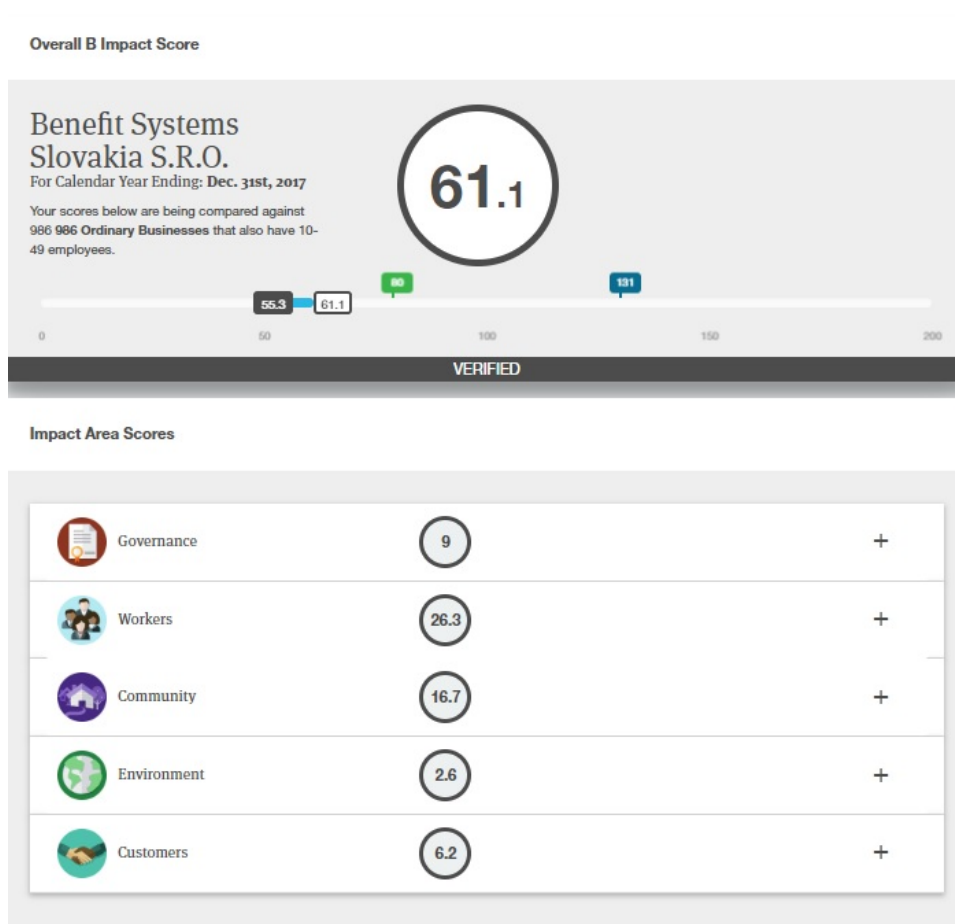 Overall B Impact Score
Benefit Systems
Slovakia S.R.O.
For Calendar Year Ending: Dec. 31st, 2017
Your scores below are being compared against
986 986 Ordinary Businesses that also have 10-
49 employees.
61.1
80
131
55.3
61.1
0
50
100
150
200
VERIFIED
Impact Area Scores
Governance
9
+
Workers
26.3
+
Community
16.7
+
Environment
2.6
+
Customers
6.2
+